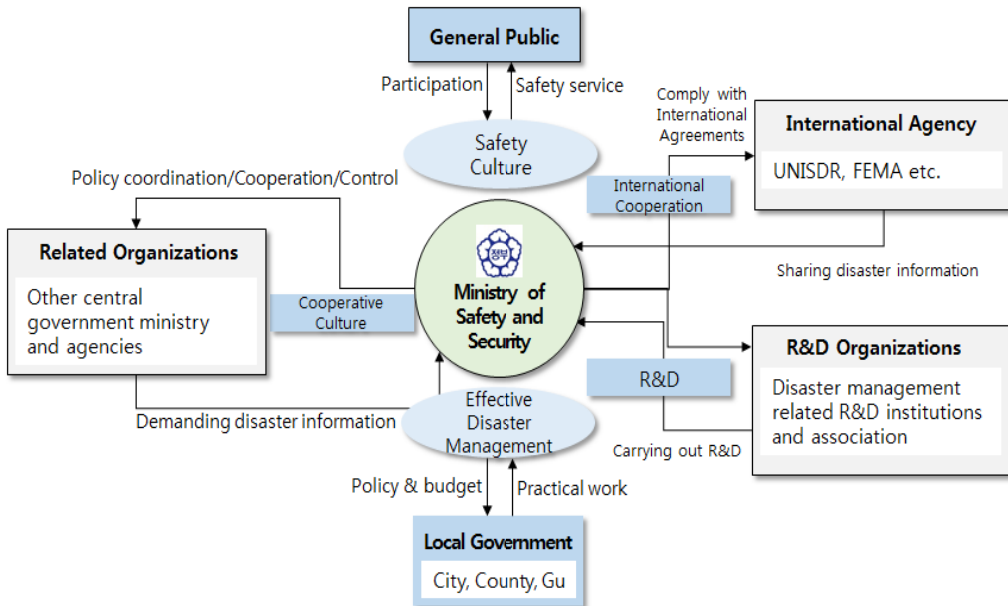 General Public
Participation
Safety service
Safety
Culture
Comply with
International
Agreements
International Agency
UNISDR, FEMA etc.
International
Cooperation
Sharing disaster information
Policy coordination/Cooperation/Control
Related Organizations
Other central
government ministry
and agencies
Cooperative
Culture
정부
Ministry of
Safety and
Security
Demanding disaster information
R&D Organizations
Disaster management
related R&D institutions
and association
R&D
Carrying out R&D
Effective
Disaster
Management
Policy & budget
Practical work
Local Government
City, County, Gu